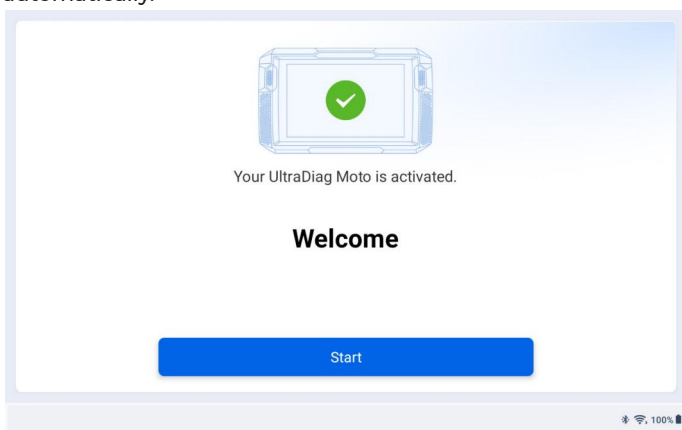 automatically.
Your UltraDiag Moto is activated.
Welcome
Start
100%